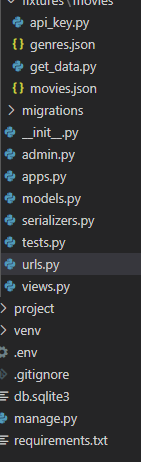 fixtures\movies
api_key.py
genres.json
get_data.py
movies.json
migrations
__init__.py
admin.py
apps.py
models.py
serializers.py
tests.py
urls.py
views.py
project
venv
.env
.gitignore
db.sqlite3
manage.py
requirements.txt